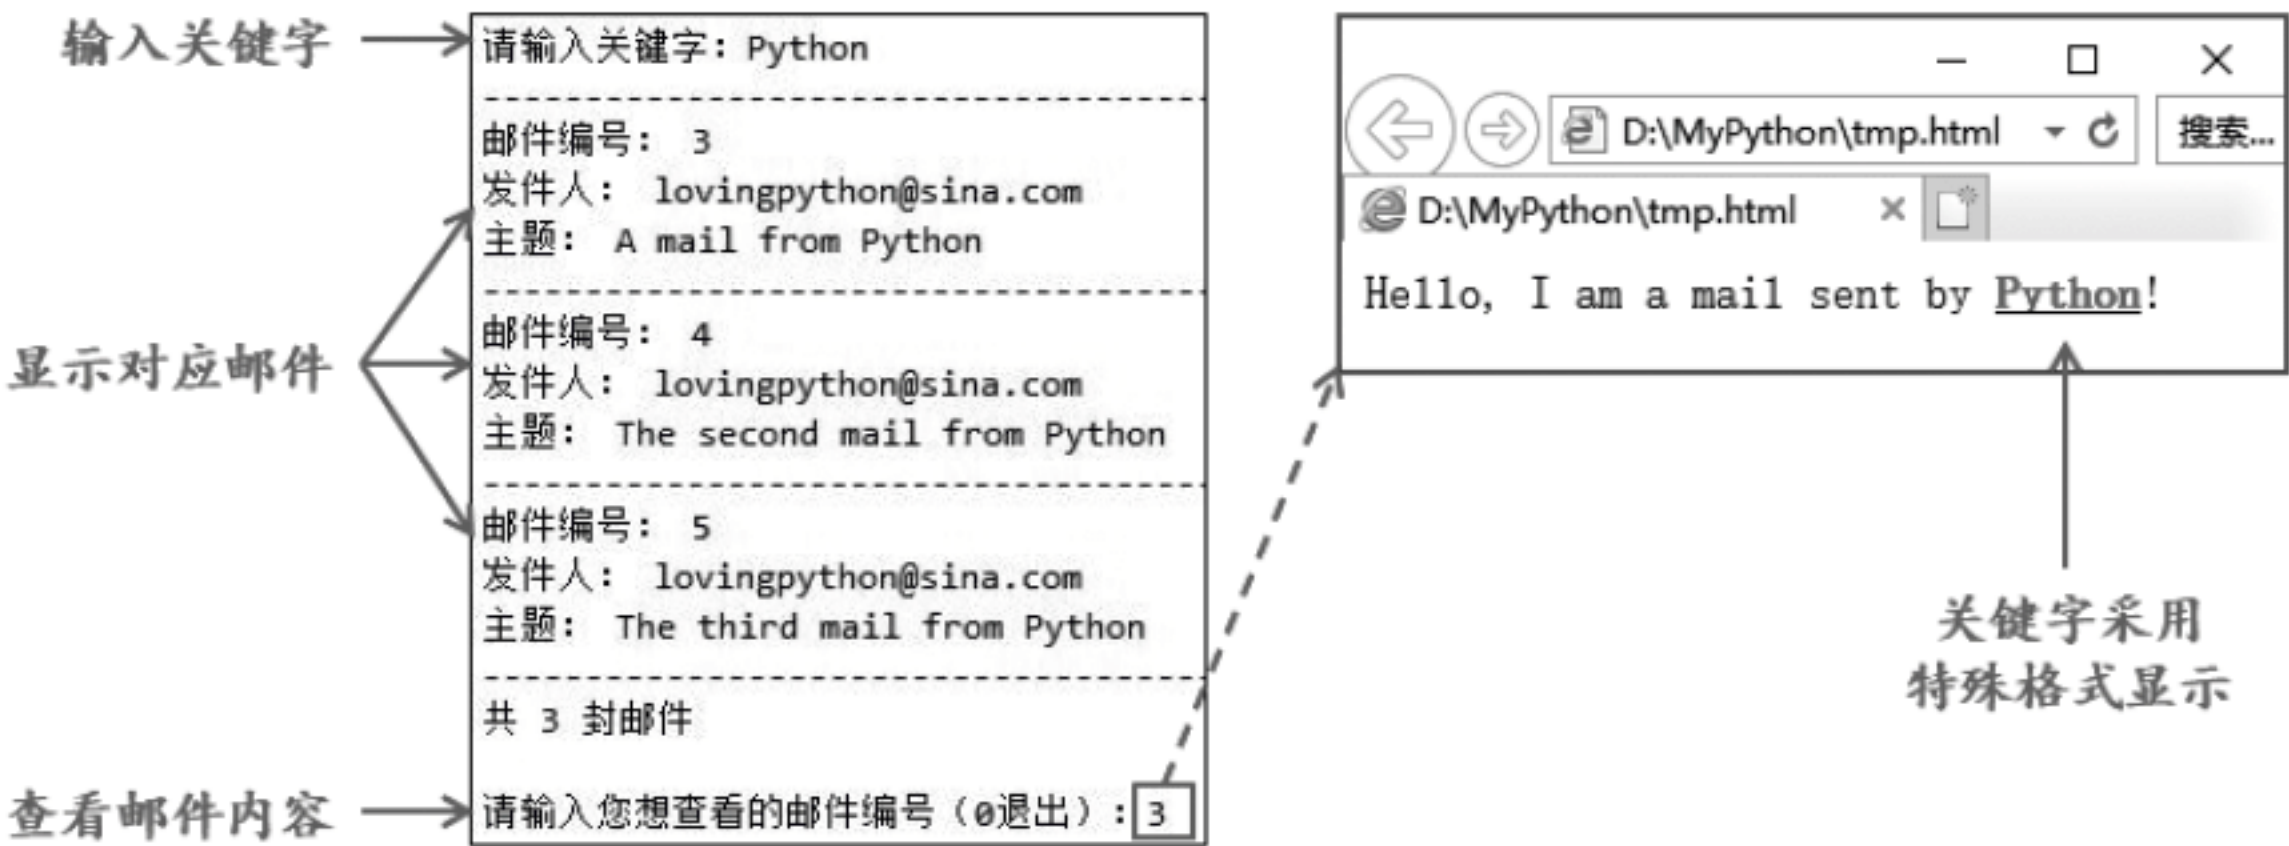 输入关键字
请输入关键字：Python
邮件编号： 3
发件人： lovingpython@sina.com
主题： A mail from Python
显示对应邮件
邮件编号： 4
发件人： lovingpython@sina.com
主题： The second mail from Python
邮件编号： 5
发件人： lovingpython@sina.com
主题： The third mail from Python
共 3 封邮件
查看邮件内容
请输入您想查看的邮件编号（0退出）：3
D:\MyPython\tmp.html
搜索...
D:\MyPython\tmp.html
Hello, I am a mail sent by Python!
关键字采用
特殊格式显示